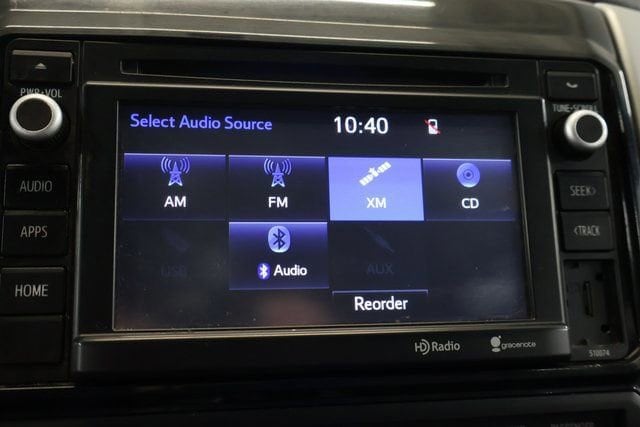 PWR•VOL
TUNE•SCROLL
Select Audio Source 10:40
AM FM XM CD
USB Audio AUX
Reorder
AUDIO
APPS
HOME
SEEK>
<TRACK
HD Radio gracenote
510074